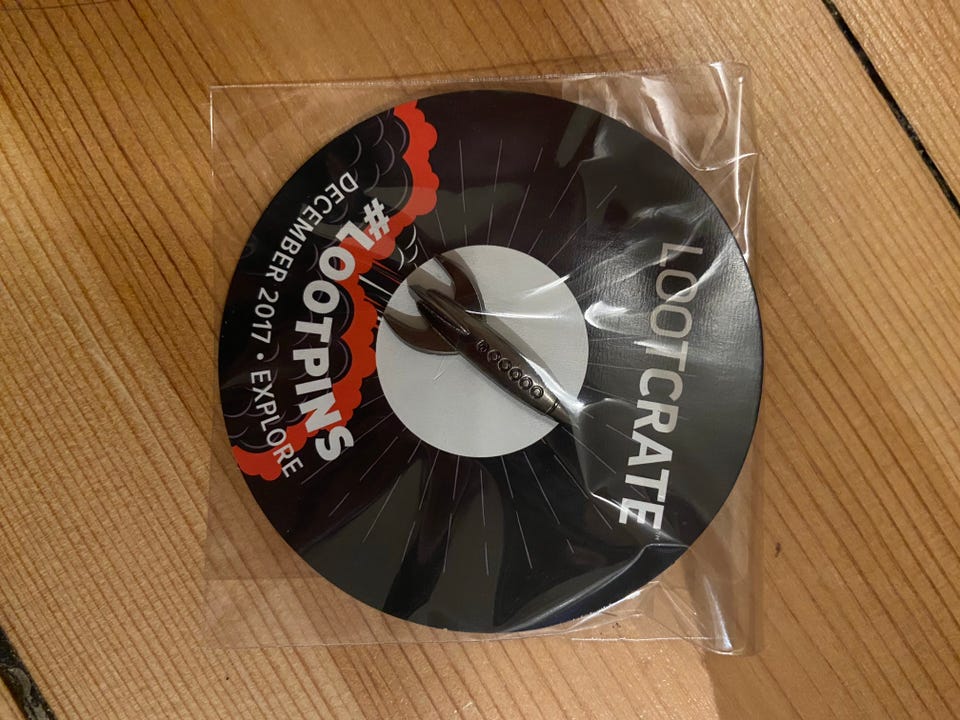 LOOTCRATE
#LOOTPINS
DECEMBER 2017 • EXPLORE